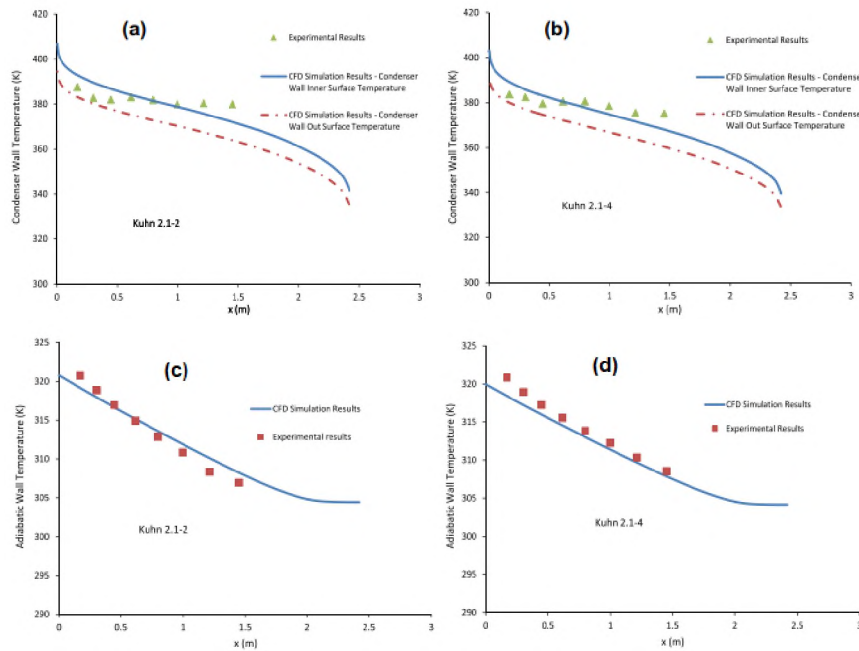 (a)
Experimental Results
CFD Simulation Results - Condenser
Wall Inner Surface Temperature
CFD Simulation Results - Condenser
Wall Out Surface Temperature
Condenser Wall Temperature (K)
420
400
380
360
340
320
300
Kuhn 2.1-2
0
0.5
1
1.5
2
2.5
3
x (m)
(b)
Experimental Results
CFD Simulation Results - Condenser
Wall Inner Surface Temperature
CFD Simulation Results - Condenser
Wall Out Surface Temperature
Condenser Wall Temperature (K)
420
400
380
360
340
320
300
Kuhn 2.1-4
0
0.5
1
1.5
2
2.5
3
x (m)
(c)
CFD Simulation Results
Experimental results
Adiabatic Wall Temperature (K)
325
320
315
310
305
300
295
290
Kuhn 2.1-2
0
0.5
1
1.5
2
2.5
3
x (m)
(d)
CFD Simulation Results
Experimental Results
Adiabatic Wall Temperature (K)
325
320
315
310
305
300
295
290
Kuhn 2.1-4
0
0.5
1
1.5
2
2.5
3
x (m)